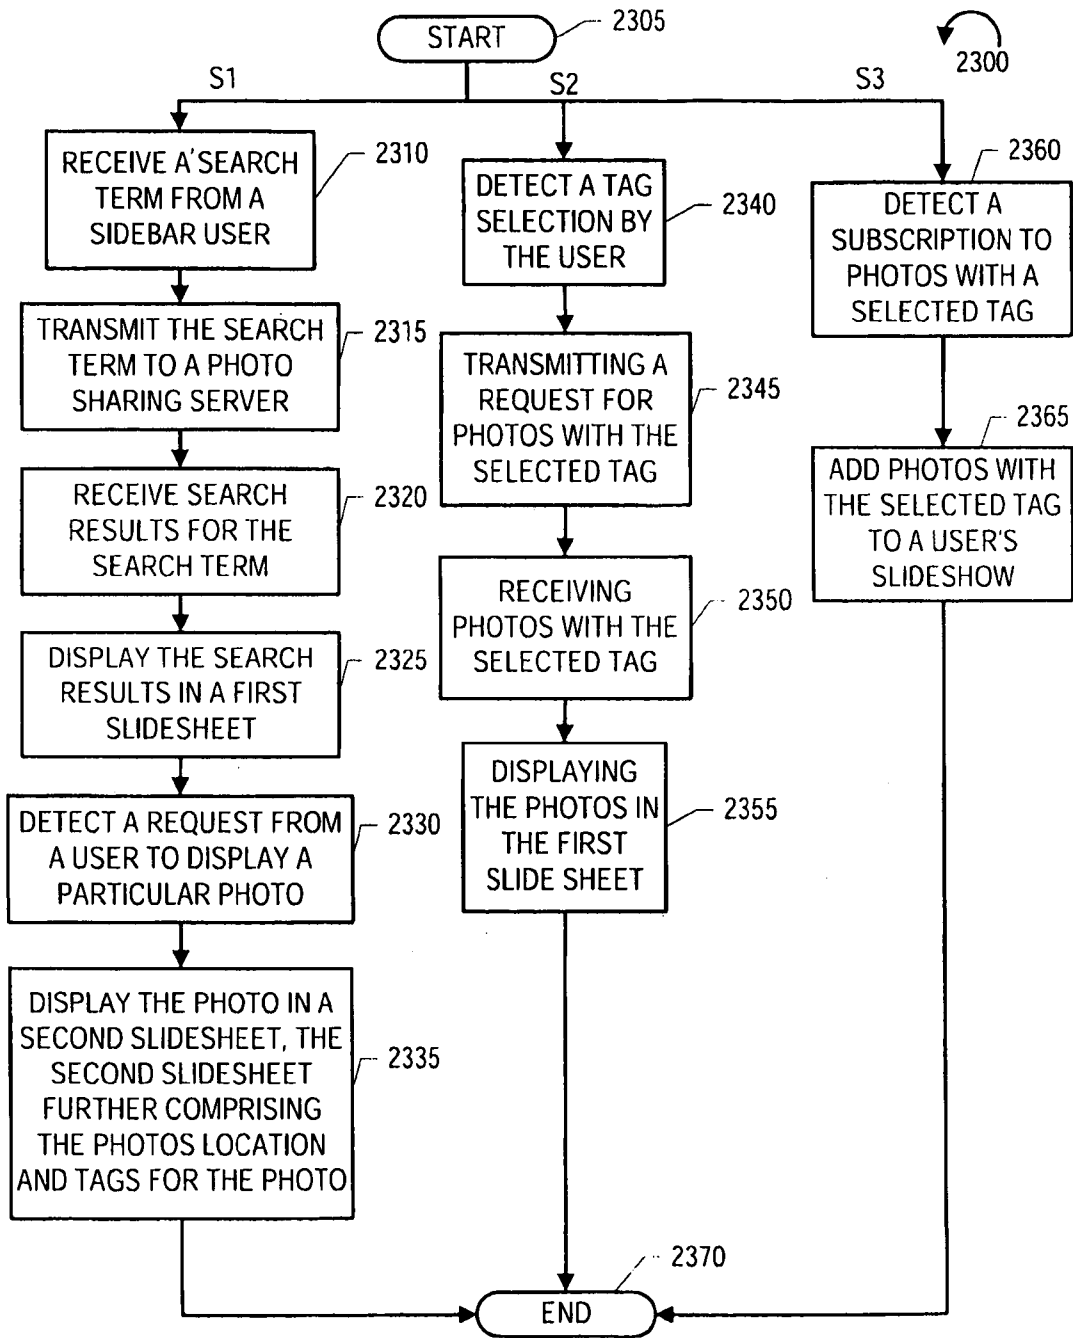 START
2305
2300
S1
S2
S3
RECEIVE A'SEARCH
TERM FROM A
SIDEBAR USER
2310
TRANSMIT THE SEARCH
TERM TO A PHOTO
SHARING SERVER
2315
RECEIVE SEARCH
RESULTS FOR THE
SEARCH TERM
2320
DISPLAY THE SEARCH
RESULTS IN A FIRST
SLIDESHEET
2325
DETECT A REQUEST FROM
A USER TO DISPLAY A
PARTICULAR PHOTO
2330
DISPLAY THE PHOTO IN A
SECOND SLIDESHEET, THE
SECOND SLIDESHEET
FURTHER COMPRISING
THE PHOTOS LOCATION
AND TAGS FOR THE PHOTO
2335
DETECT A TAG
SELECTION BY
THE USER
2340
TRANSMITTING A
REQUEST FOR
PHOTOS WITH THE
SELECTED TAG
2345
RECEIVING
PHOTOS WITH THE
SELECTED TAG
2350
DISPLAYING
THE PHOTOS IN
THE FIRST
SLIDE SHEET
2355
2360
DETECT A
SUBSCRIPTION TO
PHOTOS WITH A
SELECTED TAG
2365
ADD PHOTOS WITH
THE SELECTED TAG
TO A USER'S
SLIDESHOW
2370
END